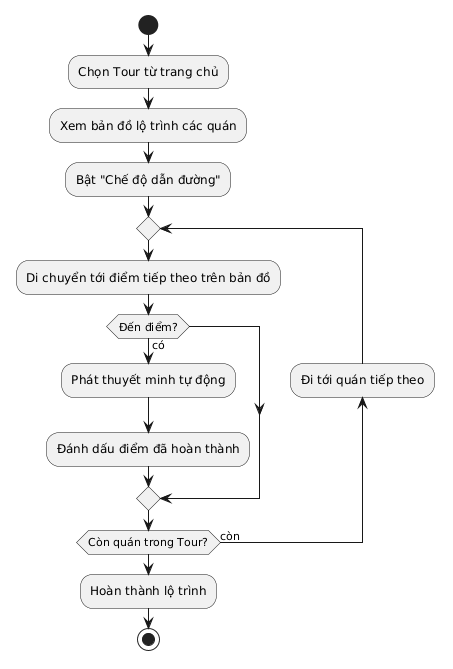 Chọn Tour từ trang chủ
Xem bản đồ lộ trình các quán
Bật "Chế độ dẫn đường"
Di chuyển tới điểm tiếp theo trên bản đồ
Đến điểm?
có
Phát thuyết minh tự động
Đi tới quán tiếp theo
Đánh dấu điểm đã hoàn thành
Còn quán trong Tour?
còn
Hoàn thành lộ trình